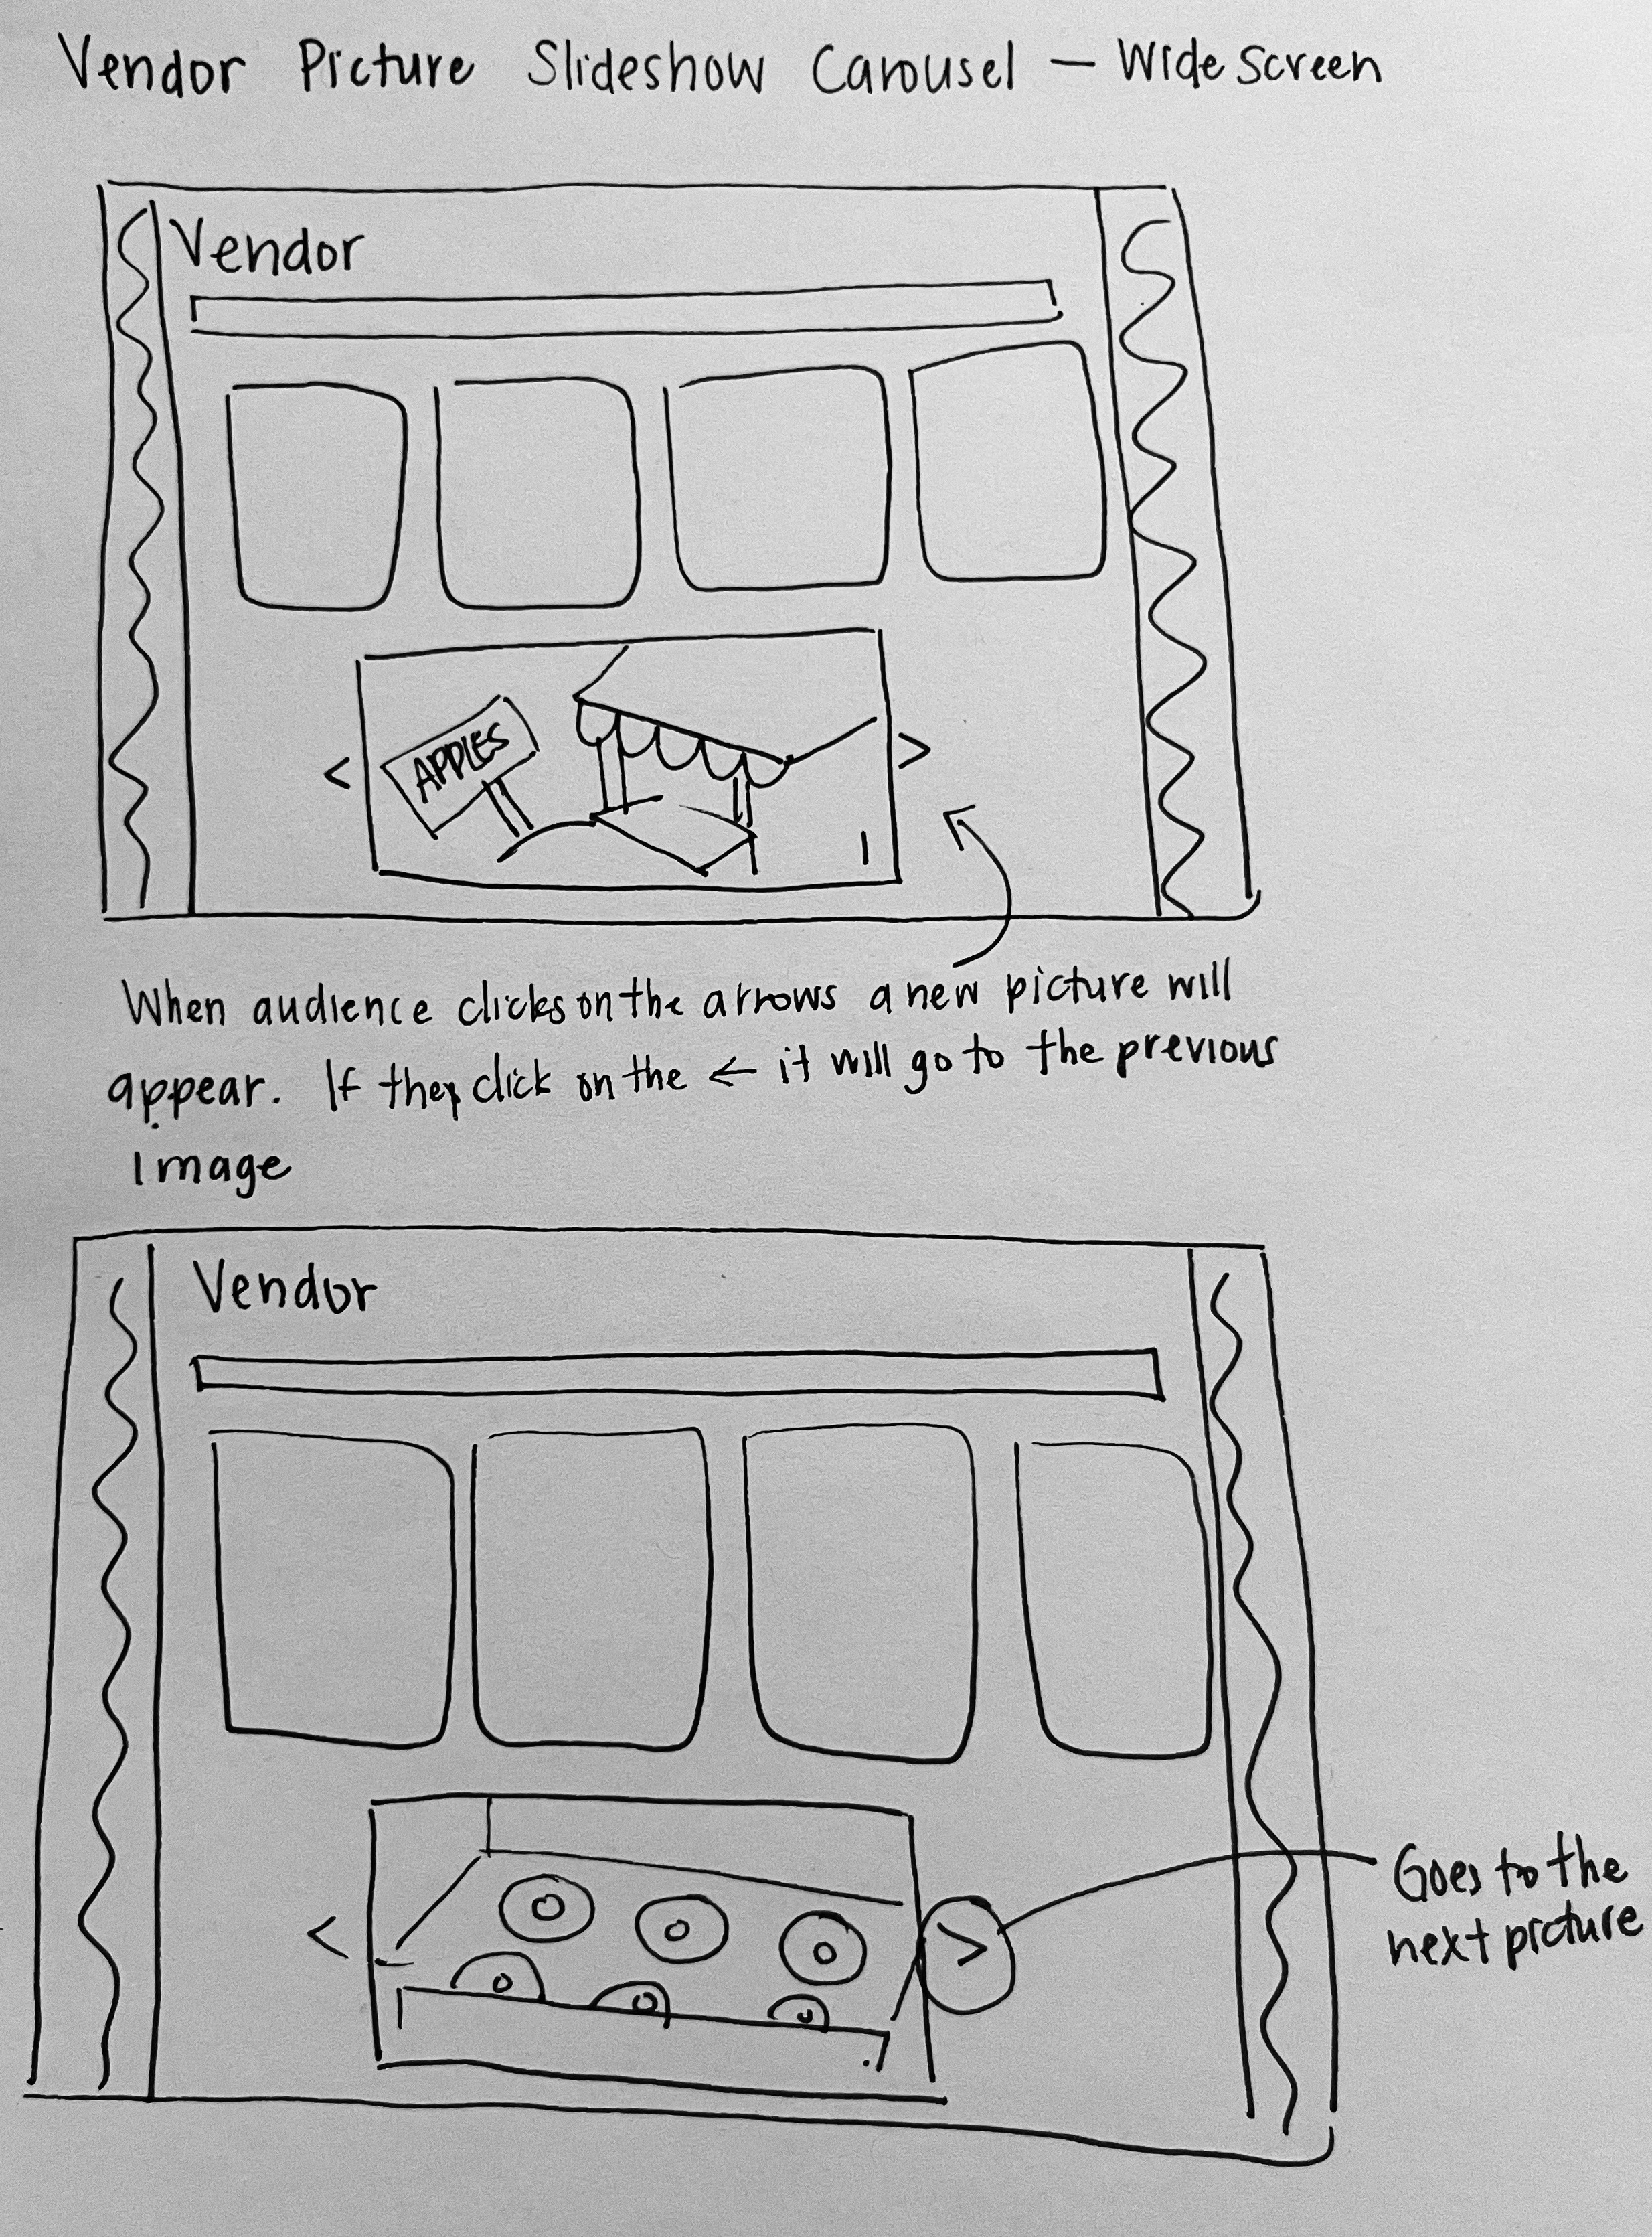 Vendor Picture Slideshow Carousel — Wide Screen
Vendor
APPLES
< >
When audience clicks on the arrows a new picture will
appear. If they click on the ← it will go to the previous
Image
Vendor
< >
Goes to the
next picture